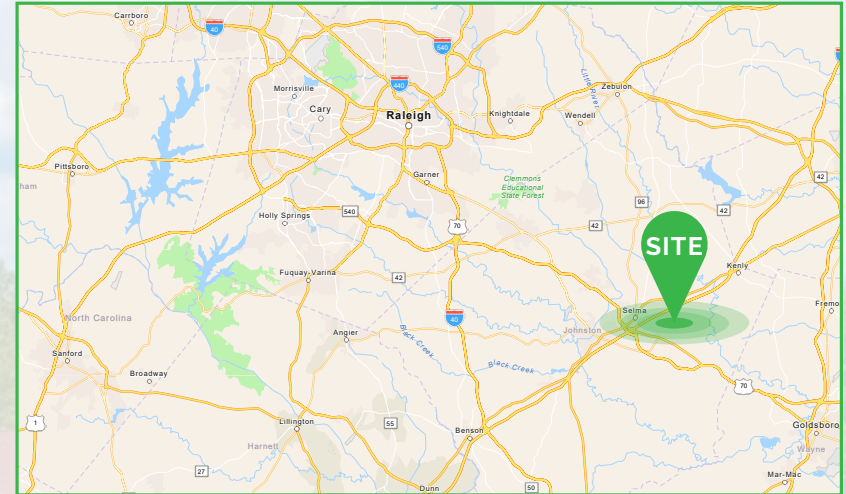 Carrboro
40
540
Morrisville
440
Cary
Raleigh
Little River
Zebulon
Knightdale
Wendell
Pittsboro
Garner
Clemmons
Educational
State Forest
42
ham
96
Holly Springs
540
42
70
42
SITE
Kenly
Fuquay-Varina
42
Fremo
Selma
North Carolina
40
Johnston
Angier
Black Creek
Sanford
Black Creek
Broadway
70
1
Lillington
55
Benson
Goldsboro
Harnett
Wayne
27
Mar-Mac
Dunn
50